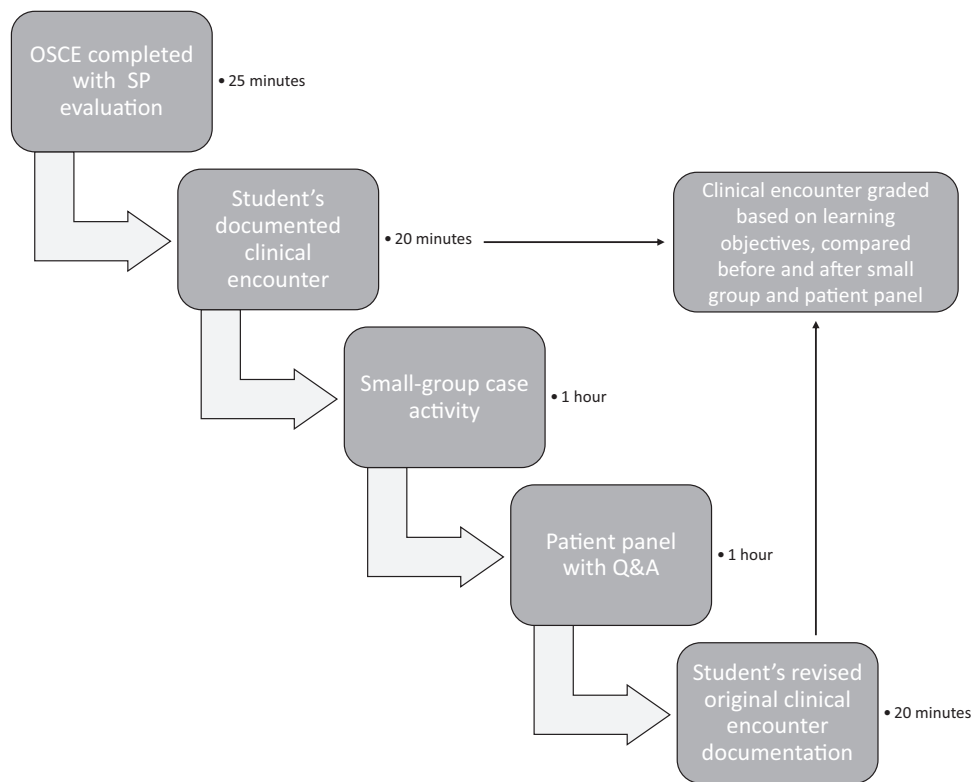 OSCE completed
with SP
evaluation
• 25 minutes
Student’s
documented
clinical
encounter
• 20 minutes
Clinical encounter graded
based on learning
objectives, compared
before and after small
group and patient panel
Small-group case
activity
• 1 hour
Patient panel
with Q&A
• 1 hour
Student’s revised
original clinical
encounter
documentation
• 20 minutes